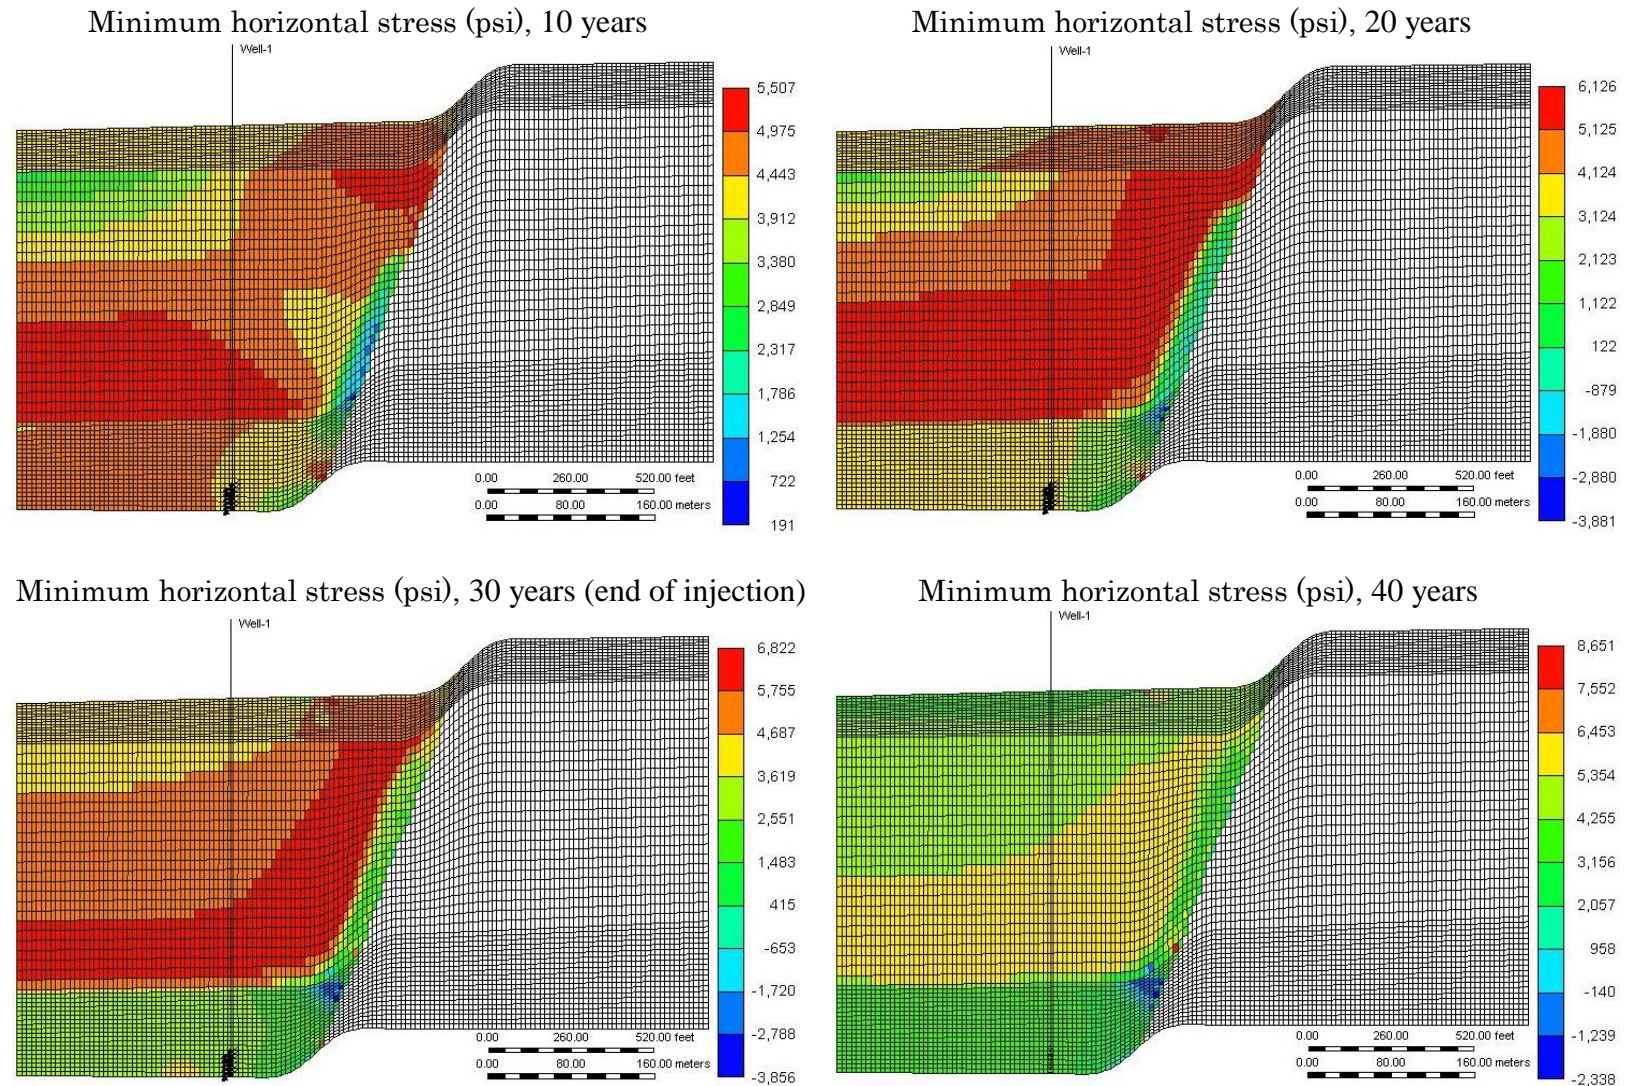 Minimum horizontal stress (psi), 10 years
Well-1
5,507
4,975
4,443
3,912
3,380
2,849
2,317
1,786
1,254
722
191
0.00 260.00 520.00 feet
0.00 80.00 160.00 meters
Minimum horizontal stress (psi), 20 years
Well-1
6,126
5,125
4,124
3,124
2,123
1,122
122
-879
-1,880
-2,880
-3,881
0.00 260.00 520.00 feet
0.00 80.00 160.00 meters
Minimum horizontal stress (psi), 30 years (end of injection)
Well-1
6,822
5,755
4,687
3,619
2,551
1,483
415
-653
-1,720
-2,788
-3,856
0.00 260.00 520.00 feet
0.00 80.00 160.00 meters
Minimum horizontal stress (psi), 40 years
Well-1
8,651
7,552
6,453
5,354
4,255
3,156
2,057
958
-140
-1,239
-2,338
0.00 260.00 520.00 feet
0.00 80.00 160.00 meters